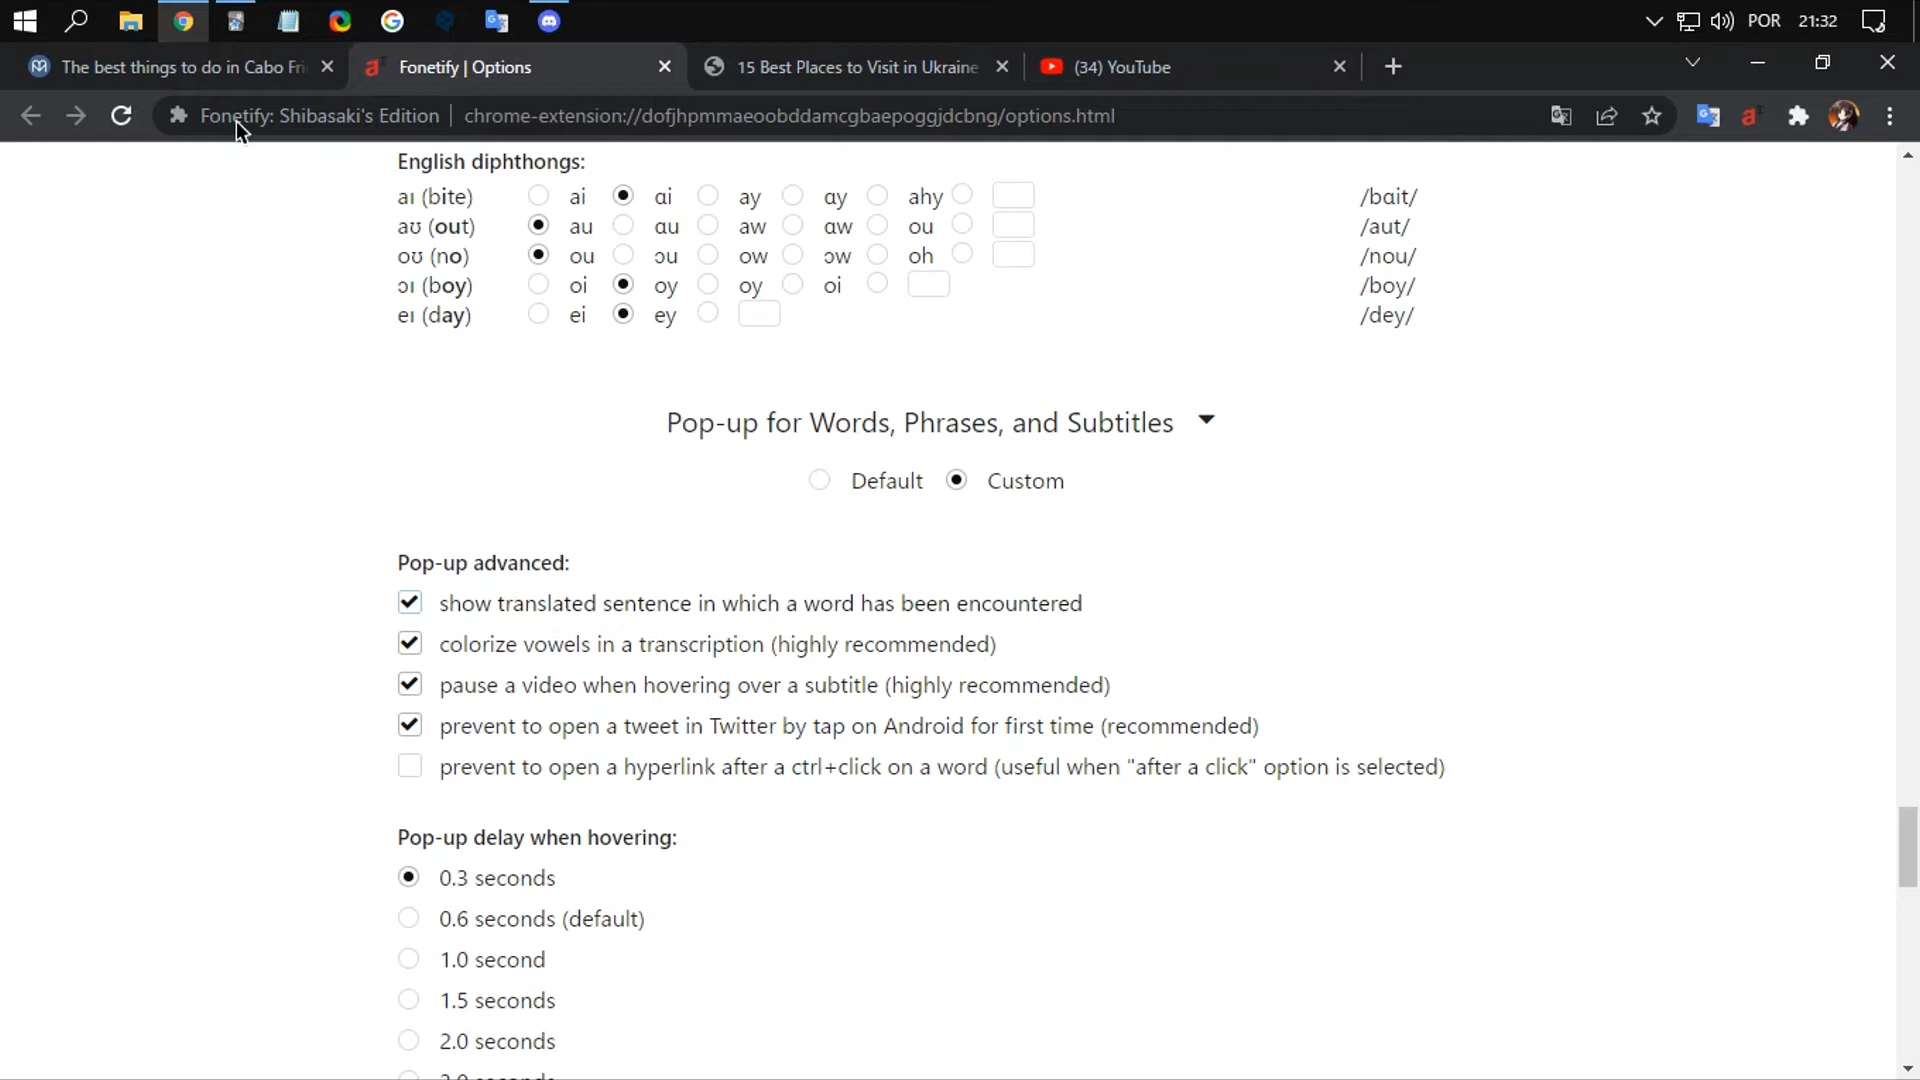 POR 21:32
The best things to do in Cabo Fri
Fonetify | Options
15 Best Places to Visit in Ukraine
(34) YouTube
Fonetify: Shibasaki's Edition
chrome-extension://dofjhpmmaeoobddamcgbaepoggjdcbng/options.html
English diphthongs:
aɪ (bite) ai ɑi ay ɑy ahy /bɑit/
aʊ (out) au ɑu aw ɑw ou /aut/
oʊ (no) ou ɔu ow ɔw oh /nou/
ɔɪ (boy) oi oy oy oi /boy/
eɪ (day) ei ey /dey/
Pop-up for Words, Phrases, and Subtitles
Default Custom
Pop-up advanced:
show translated sentence in which a word has been encountered
colorize vowels in a transcription (highly recommended)
pause a video when hovering over a subtitle (highly recommended)
prevent to open a tweet in Twitter by tap on Android for first time (recommended)
prevent to open a hyperlink after a ctrl+click on a word (useful when "after a click" option is selected)
Pop-up delay when hovering:
0.3 seconds
0.6 seconds (default)
1.0 second
1.5 seconds
2.0 seconds